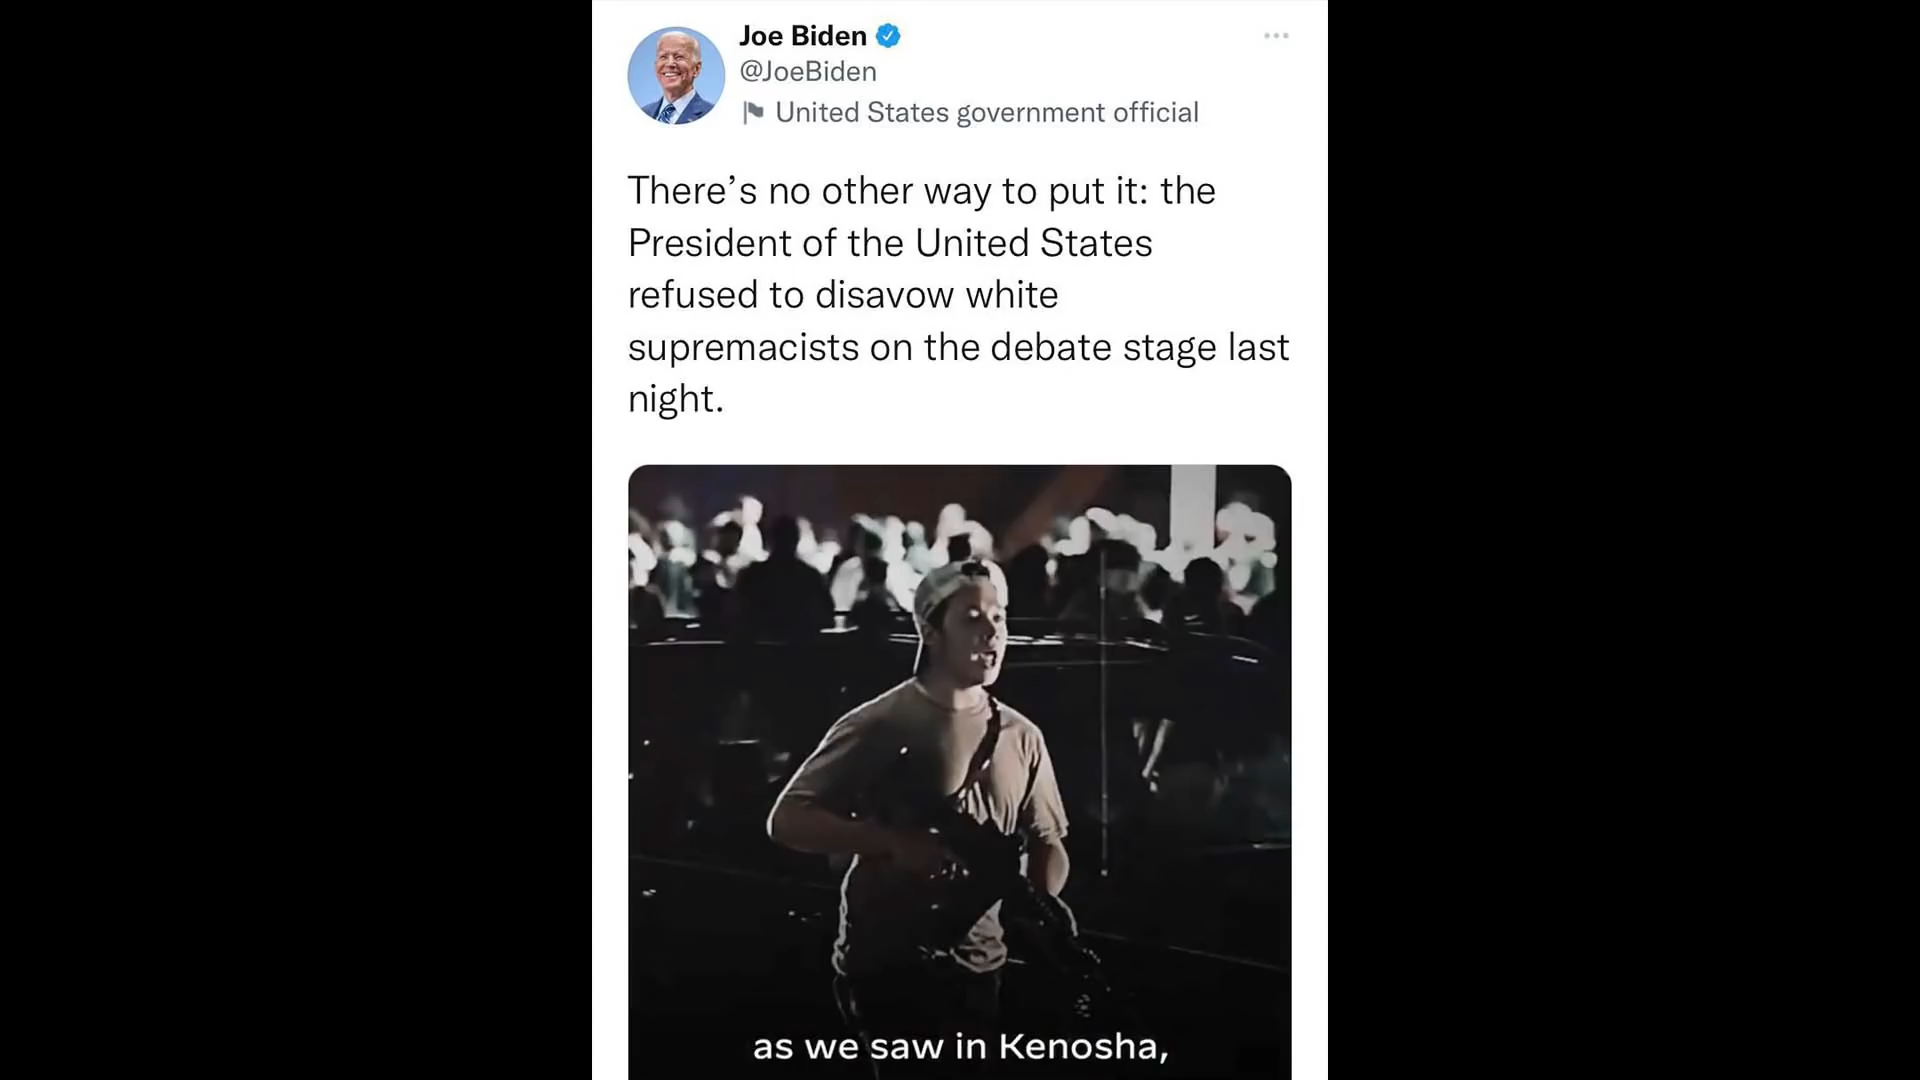 Joe Biden
@JoeBiden
United States government official
There’s no other way to put it: the
President of the United States
refused to disavow white
supremacists on the debate stage last
night.
as we saw in Kenosha,